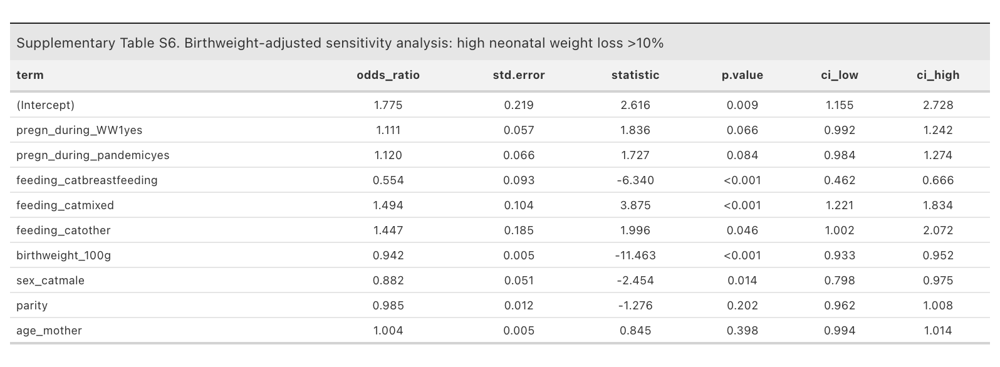 Supplementary Table S6. Birthweight-adjusted sensitivity analysis: high neonatal weight loss >10%
term odds_ratio std.error statistic p.value ci_low ci_high
(Intercept) 1.775 0.219 2.616 0.009 1.155 2.728
pregn_during_WW1yes 1.111 0.057 1.836 0.066 0.992 1.242
pregn_during_pandemicyes 1.120 0.066 1.727 0.084 0.984 1.274
feeding_catbreastfeeding 0.554 0.093 -6.340 <0.001 0.462 0.666
feeding_catmixed 1.494 0.104 3.875 <0.001 1.221 1.834
feeding_catother 1.447 0.185 1.996 0.046 1.002 2.072
birthweight_100g 0.942 0.005 -11.463 <0.001 0.933 0.952
sex_catmale 0.882 0.051 -2.454 0.014 0.798 0.975
parity 0.985 0.012 -1.276 0.202 0.962 1.008
age_mother 1.004 0.005 0.845 0.398 0.994 1.014